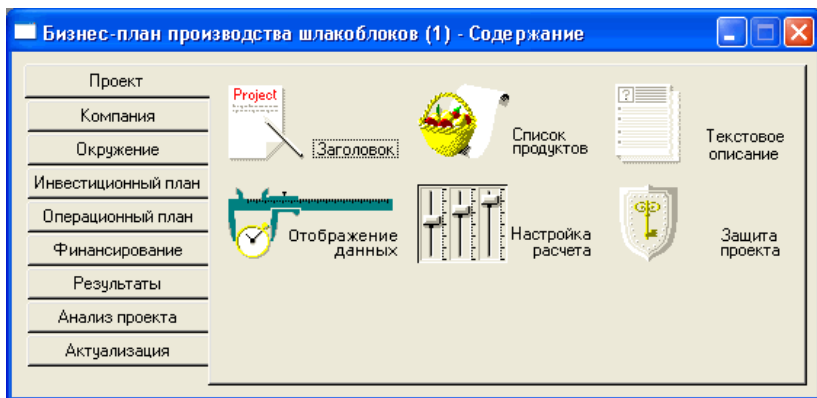 Бизнес-план производства шлакоблоков (1) - Содержание
Проект
Компания
Окружение
Инвестиционный план
Операционный план
Финансирование
Результаты
Анализ проекта
Актуализация
Project
Заголовок
Список
продуктов
?
Текстовое
описание
Отображение
данных
Настройка
расчета
Защита
проекта